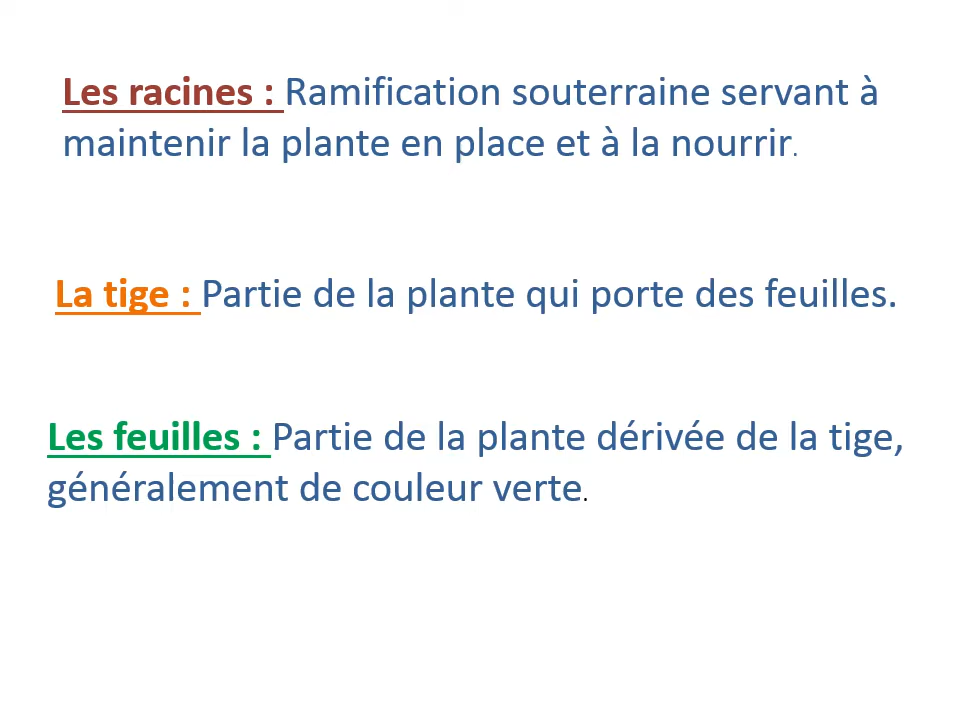 Les racines : Ramification souterraine servant à
maintenir la plante en place et à la nourrir.
La tige : Partie de la plante qui porte des feuilles.
Les feuilles : Partie de la plante dérivée de la tige,
généralement de couleur verte.